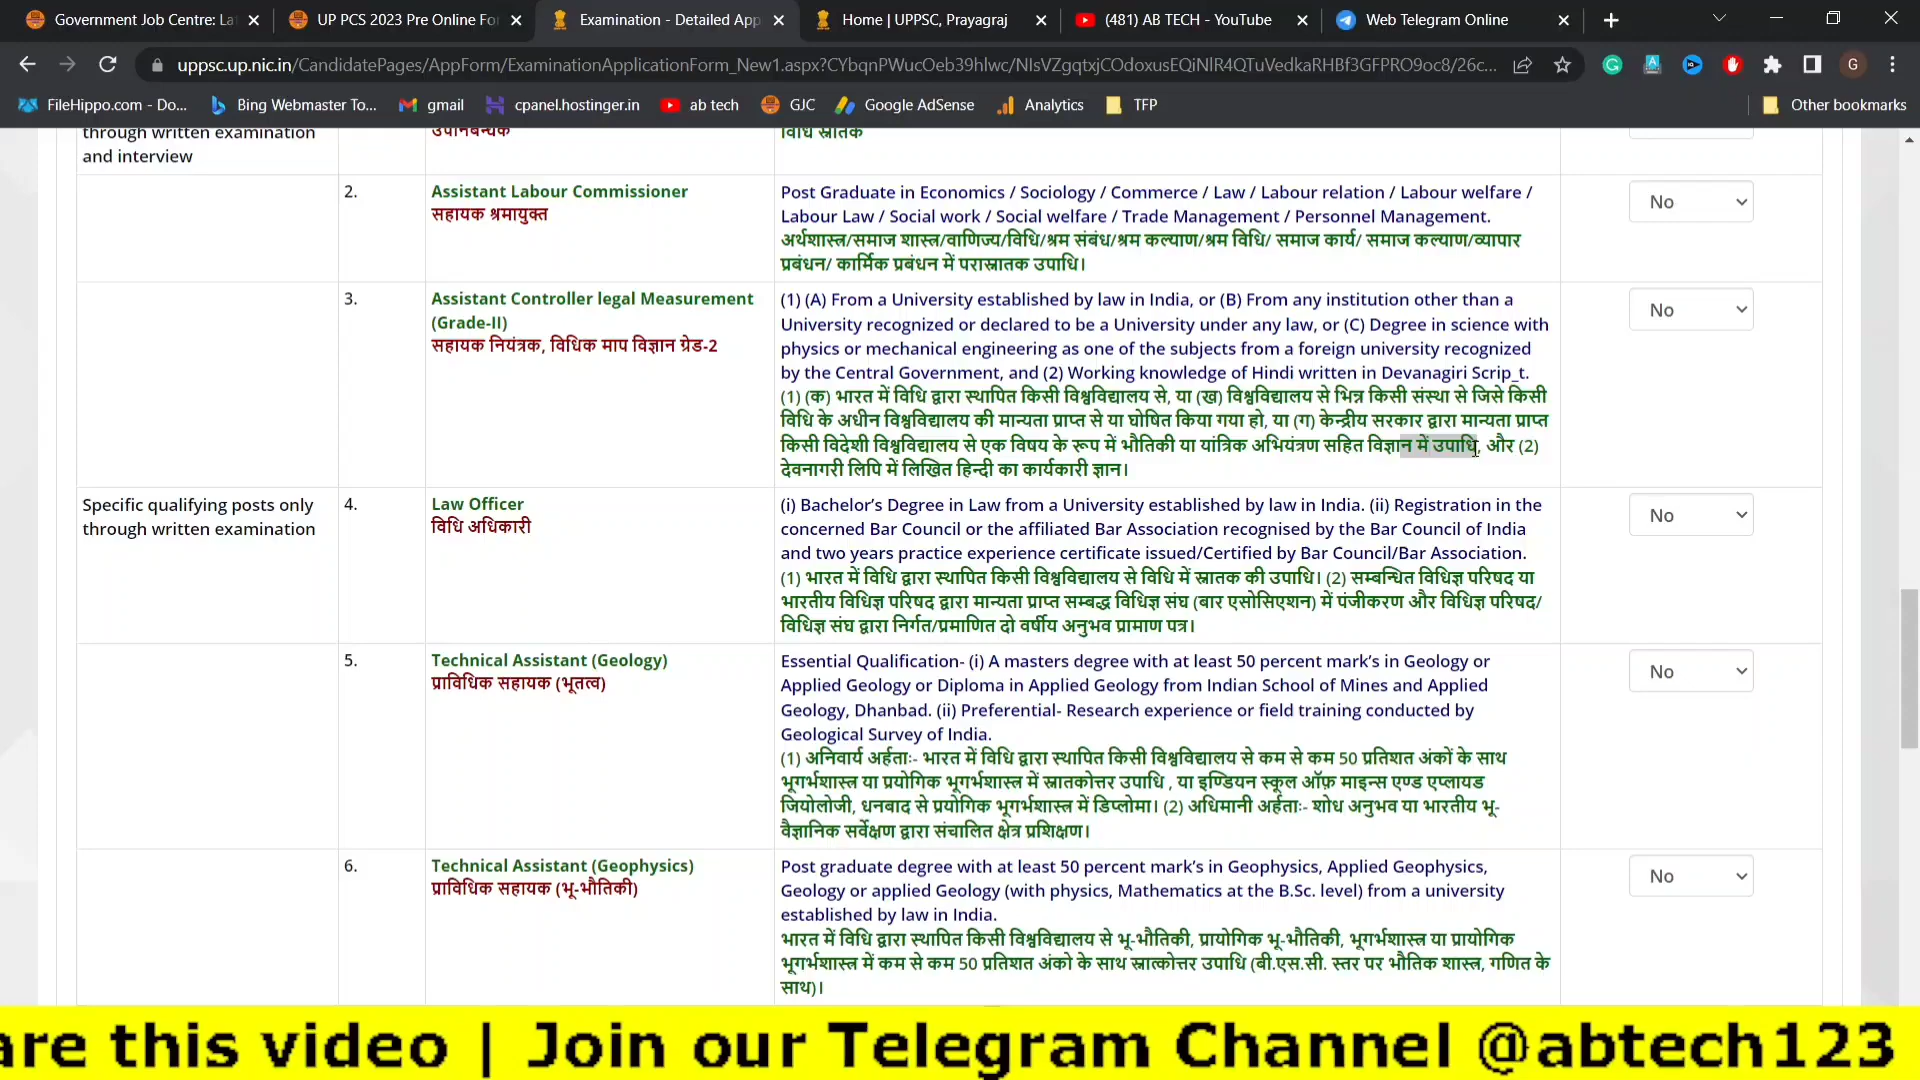 Government Job Centre: La
UP PCS 2023 Pre Online For
Examination - Detailed App
Home | UPPSC, Prayagraj
(481) AB TECH - YouTube
Web Telegram Online
uppsc.up.nic.in/CandidatePages/AppForm/ExaminationApplicationForm_New1.aspx?CYbqnPWucOeb39hlwc/NIsVZgqtxjCOdoxusEQiNlR4QTuVedkaRHBf3GFPRO9oc8/26c...
G
FileHippo.com - Do...
Bing Webmaster To...
gmail
cpanel.hostinger.in
ab tech
GJC
Google AdSense
Analytics
TFP
Other bookmarks
through written examination
and interview
उपनिबन्धक
विधि स्नातक
2.
Assistant Labour Commissioner
सहायक श्रमायुक्त
Post Graduate in Economics / Sociology / Commerce / Law / Labour relation / Labour welfare /
Labour Law / Social work / Social welfare / Trade Management / Personnel Management.
अर्थशास्त्र/समाज शास्त्र/वाणिज्य/विधि/श्रम संबंध/श्रम कल्याण/श्रम विधि/ समाज कार्य/ समाज कल्याण/व्यापार
प्रबंधन/ कार्मिक प्रबंधन में परास्नातक उपाधि।
No
3.
Assistant Controller legal Measurement
(Grade-II)
सहायक नियंत्रक, विधिक माप विज्ञान ग्रेड-2
(1) (A) From a University established by law in India, or (B) From any institution other than a
University recognized or declared to be a University under any law, or (C) Degree in science with
physics or mechanical engineering as one of the subjects from a foreign university recognized
by the Central Government, and (2) Working knowledge of Hindi written in Devanagiri Scrip_t.
(1) (क) भारत में विधि द्वारा स्थापित किसी विश्वविद्यालय से, या (ख) विश्वविद्यालय से भिन्न किसी संस्था से जिसे किसी
विधि के अधीन विश्वविद्यालय की मान्यता प्राप्त से या घोषित किया गया हो, या (ग) केन्द्रीय सरकार द्वारा मान्यता प्राप्त
किसी विदेशी विश्वविद्यालय से एक विषय के रूप में भौतिकी या यांत्रिक अभियंत्रण सहित विज्ञान में उपाधि, और (2)
देवनागरी लिपि में लिखित हिन्दी का कार्यकारी ज्ञान।
No
Specific qualifying posts only
through written examination
4.
Law Officer
विधि अधिकारी
(i) Bachelor’s Degree in Law from a University established by law in India. (ii) Registration in the
concerned Bar Council or the affiliated Bar Association recognised by the Bar Council of India
and two years practice experience certificate issued/Certified by Bar Council/Bar Association.
(1) भारत में विधि द्वारा स्थापित किसी विश्वविद्यालय से विधि में स्नातक की उपाधि। (2) सम्बन्धित विधिज्ञ परिषद या
भारतीय विधिज्ञ परिषद द्वारा मान्यता प्राप्त सम्बद्ध विधिज्ञ संघ (बार एसोसिएशन) में पंजीकरण और विधिज्ञ परिषद/
विधिज्ञ संघ द्वारा निर्गत/प्रमाणित दो वर्षीय अनुभव प्रामाण पत्र।
No
5.
Technical Assistant (Geology)
प्राविधिक सहायक (भूतत्व)
Essential Qualification- (i) A masters degree with at least 50 percent mark’s in Geology or
Applied Geology or Diploma in Applied Geology from Indian School of Mines and Applied
Geology, Dhanbad. (ii) Preferential- Research experience or field training conducted by
Geological Survey of India.
(1) अनिवार्य अर्हताः- भारत में विधि द्वारा स्थापित किसी विश्वविद्यालय से कम से कम 50 प्रतिशत अंकों के साथ
भूगर्भशास्त्र या प्रयोगिक भूगर्भशास्त्र में स्नातकोत्तर उपाधि , या इण्डियन स्कूल ऑफ़ माइन्स एण्ड एप्लायड
जियोलोजी, धनबाद से प्रयोगिक भूगर्भशास्त्र में डिप्लोमा। (2) अधिमानी अर्हताः- शोध अनुभव या भारतीय भू-
वैज्ञानिक सर्वेक्षण द्वारा संचालित क्षेत्र प्रशिक्षण।
No
6.
Technical Assistant (Geophysics)
प्राविधिक सहायक (भू-भौतिकी)
Post graduate degree with at least 50 percent mark’s in Geophysics, Applied Geophysics,
Geology or applied Geology (with physics, Mathematics at the B.Sc. level) from a university
established by law in India.
भारत में विधि द्वारा स्थापित किसी विश्वविद्यालय से भू-भौतिकी, प्रायोगिक भू-भौतिकी, भूगर्भशास्त्र या प्रायोगिक
भूगर्भशास्त्र में कम से कम 50 प्रतिशत अंको के साथ स्नात्कोत्तर उपाधि (बी.एस.सी. स्तर पर भौतिक शास्त्र, गणित के
साथ)।
No
are this video | Join our Telegram Channel @abtech123